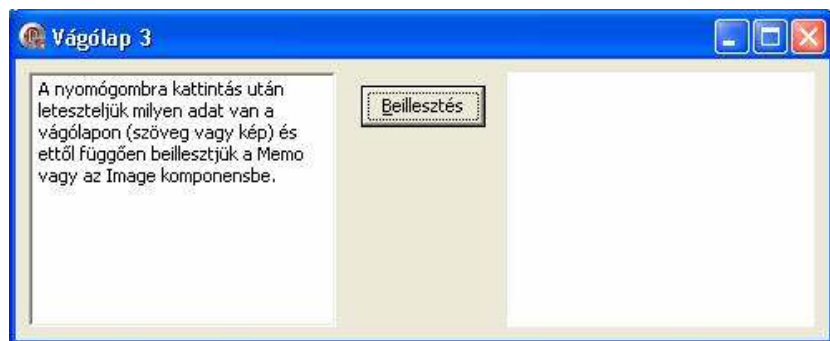 Vágólap 3
A nyomógombra kattintás után
leteszteljük milyen adat van a
vágólapon (szöveg vagy kép) és
ettől függően beillesztjük a Memo
vagy az Image komponensbe.
Beillesztés